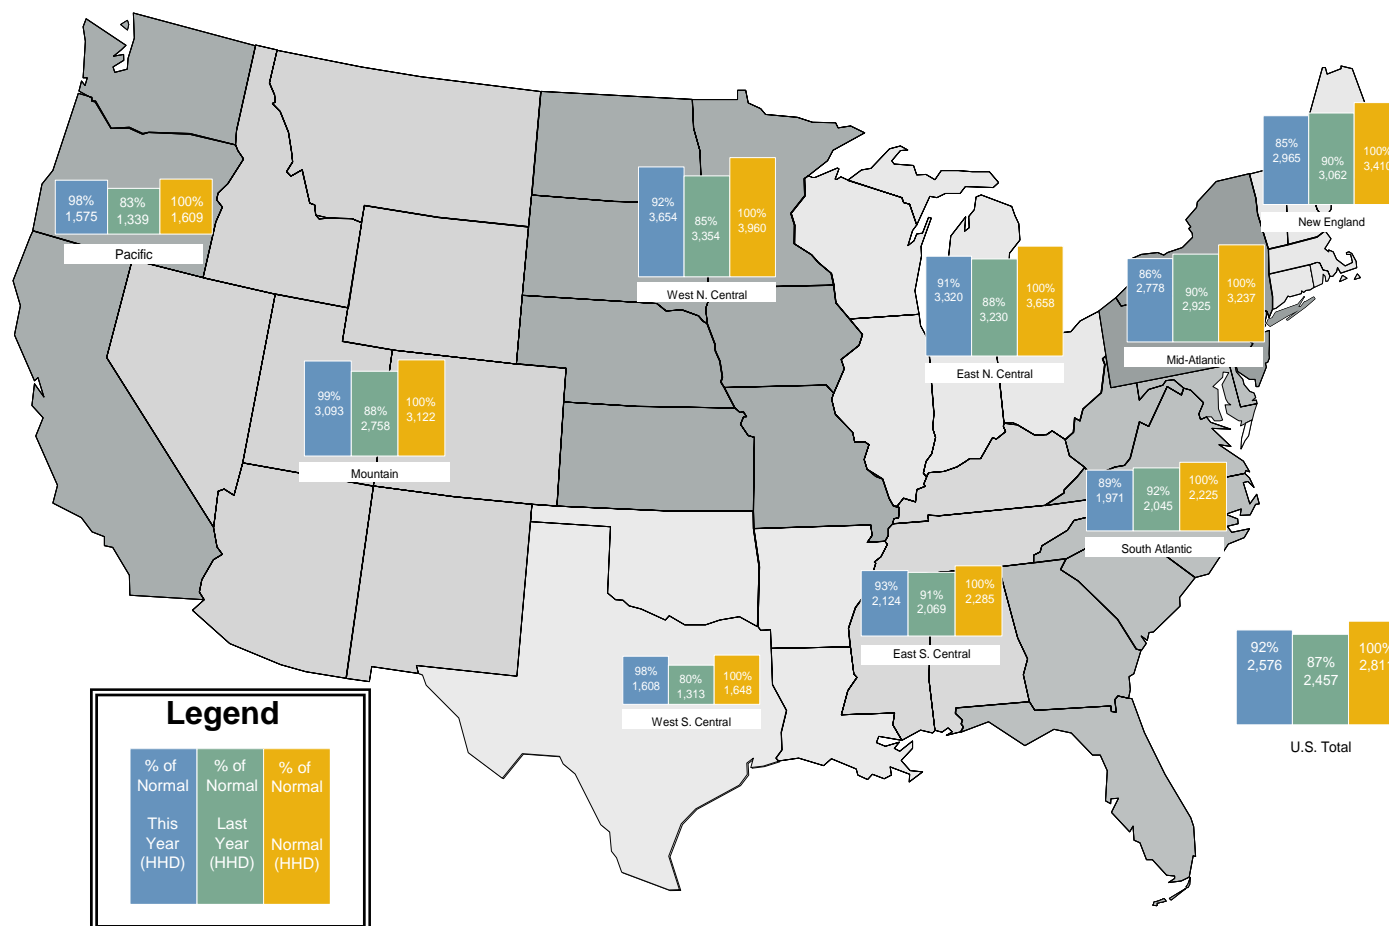 85%
2,965
90%
3,062
100%
3,410
New England
98%
1,575
83%
1,339
100%
1,609
Pacific
92%
3,654
85%
3,354
100%
3,960
West N. Central
91%
3,320
88%
3,230
100%
3,658
East N. Central
86%
2,778
90%
2,925
100%
3,237
Mid-Atlantic
99%
3,093
88%
2,758
100%
3,122
Mountain
89%
1,971
92%
2,045
100%
2,225
South Atlantic
93%
2,124
91%
2,069
100%
2,285
East S. Central
98%
1,608
80%
1,313
100%
1,648
West S. Central
92%
2,576
87%
2,457
100%
2,811
U.S. Total
Legend
% of
Normal
This
Year
(HHD)
% of
Normal
Last
Year
(HHD)
% of
Normal
Normal
(HHD)